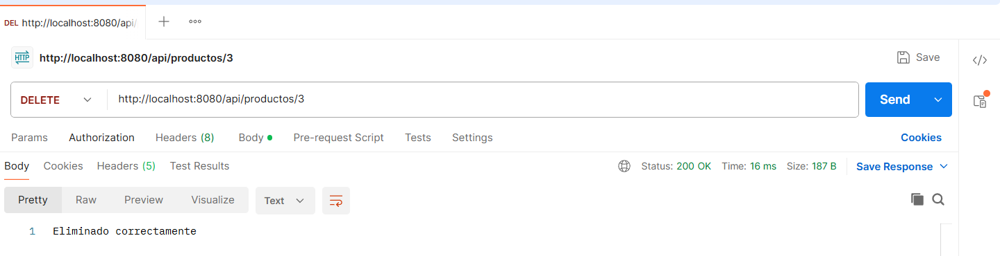 DEL http://localhost:8080/api/
HTTP http://localhost:8080/api/productos/3 Save
DELETE http://localhost:8080/api/productos/3 Send
Params Authorization Headers (8) Body Pre-request Script Tests Settings Cookies
Body Cookies Headers (5) Test Results Status: 200 OK Time: 16 ms Size: 187 B Save Response
Pretty Raw Preview Visualize Text
1 Eliminado correctamente